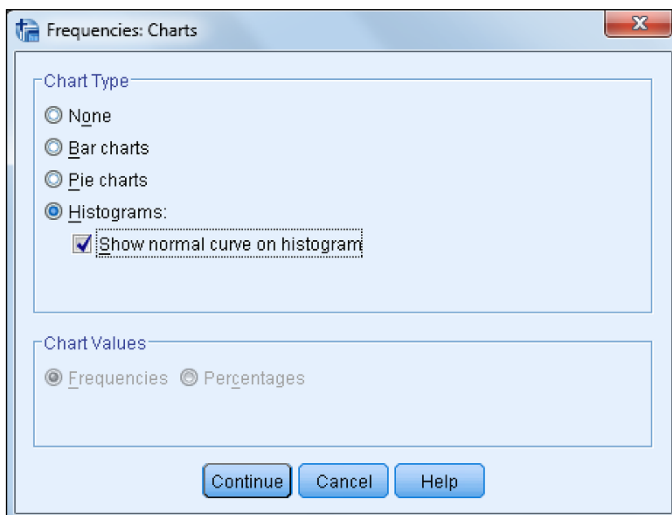 Frequencies: Charts
Chart Type
None
Bar charts
Pie charts
Histograms:
Show normal curve on histogram
Chart Values
Frequencies Percentages
Continue Cancel Help